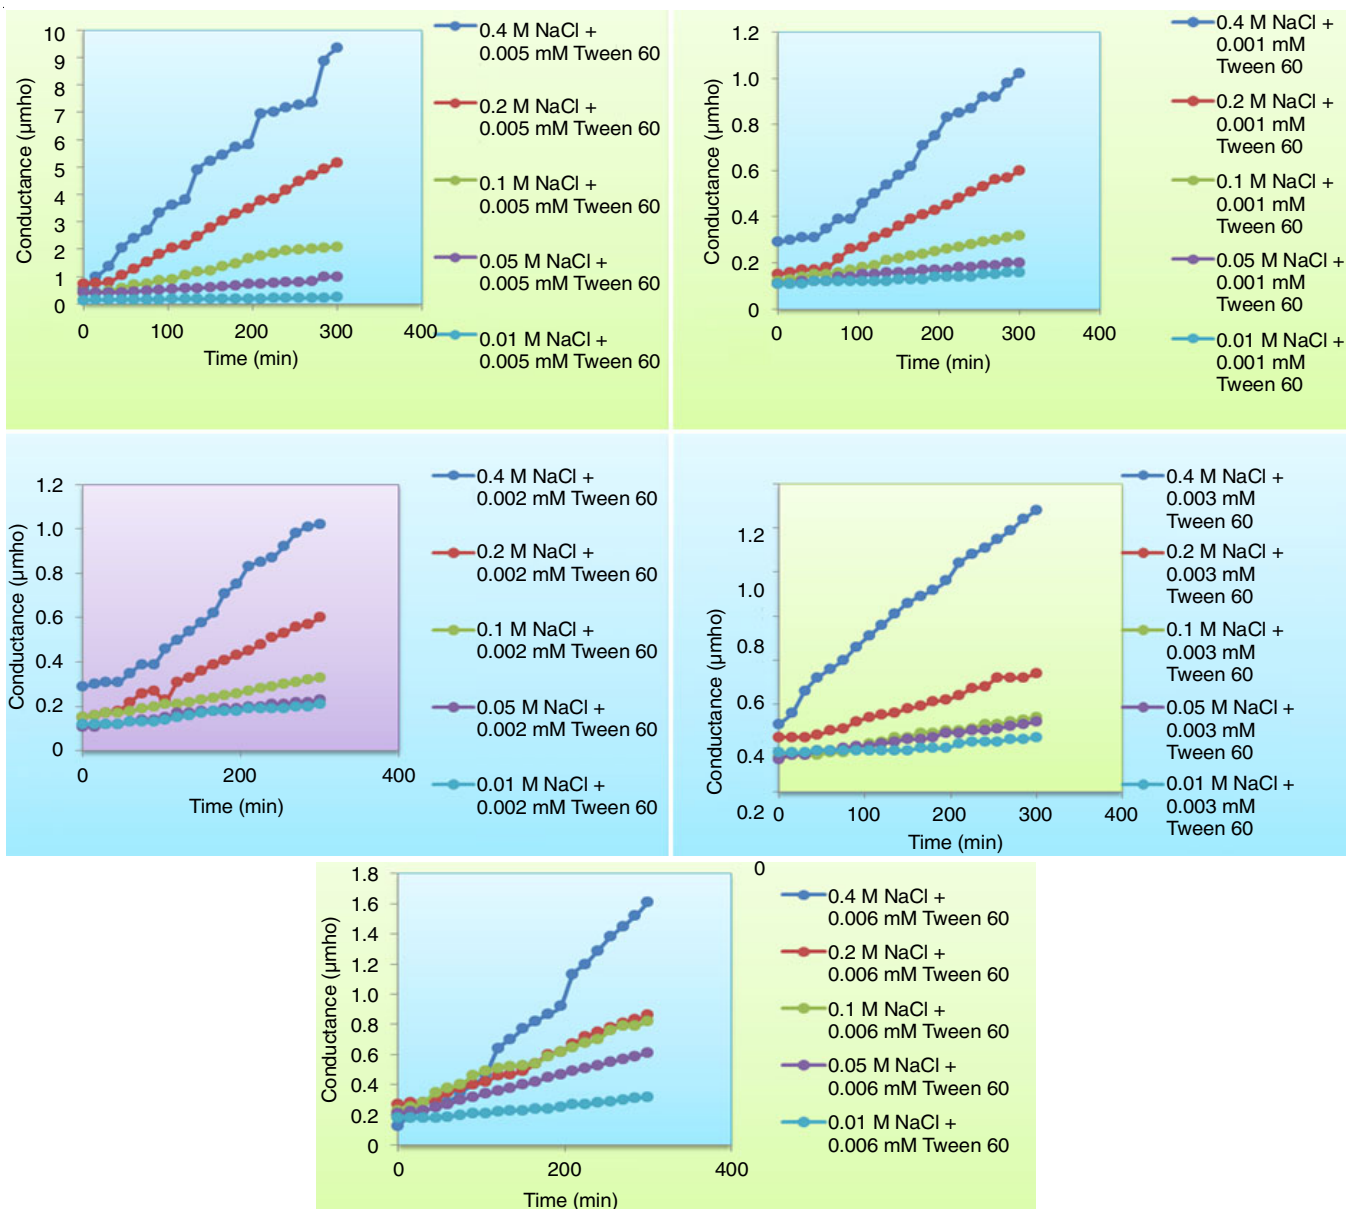 10
9
8
7
6
5
4
3
2
1
0
Conductance (µmho)
0
100
200
300
400
Time (min)
0.4 M NaCl +
0.005 mM Tween 60
0.2 M NaCl +
0.005 mM Tween 60
0.1 M NaCl +
0.005 mM Tween 60
0.05 M NaCl +
0.005 mM Tween 60
0.01 M NaCl +
0.005 mM Tween 60
1.2
1.0
0.8
0.6
0.4
0.2
0
Conductance (µmho)
0
100
200
300
400
Time (min)
0.4 M NaCl +
0.001 mM
Tween 60
0.2 M NaCl +
0.001 mM
Tween 60
0.1 M NaCl +
0.001 mM
Tween 60
0.05 M NaCl +
0.001 mM
Tween 60
0.01 M NaCl +
0.001 mM
Tween 60
1.2
1.0
0.8
0.6
0.4
0.2
0
Conductance (µmho)
0
200
400
Time (min)
0.4 M NaCl +
0.002 mM Tween 60
0.2 M NaCl +
0.002 mM Tween 60
0.1 M NaCl +
0.002 mM Tween 60
0.05 M NaCl +
0.002 mM Tween 60
0.01 M NaCl +
0.002 mM Tween 60
1.2
1.0
0.8
0.6
0.4
0.2
0
Conductance (µmho)
0
100
200
300
400
Time (min)
0.4 M NaCl +
0.003 mM
Tween 60
0.2 M NaCl +
0.003 mM
Tween 60
0.1 M NaCl +
0.003 mM
Tween 60
0.05 M NaCl +
0.003 mM
Tween 60
0.01 M NaCl +
0.003 mM
Tween 60
1.8
1.6
1.4
1.2
1.0
0.8
0.6
0.4
0.2
0
Conductance (µmho)
0
200
400
Time (min)
0.4 M NaCl +
0.006 mM Tween 60
0.2 M NaCl +
0.006 mM Tween 60
0.1 M NaCl +
0.006 mM Tween 60
0.05 M NaCl +
0.006 mM Tween 60
0.01 M NaCl +
0.006 mM Tween 60